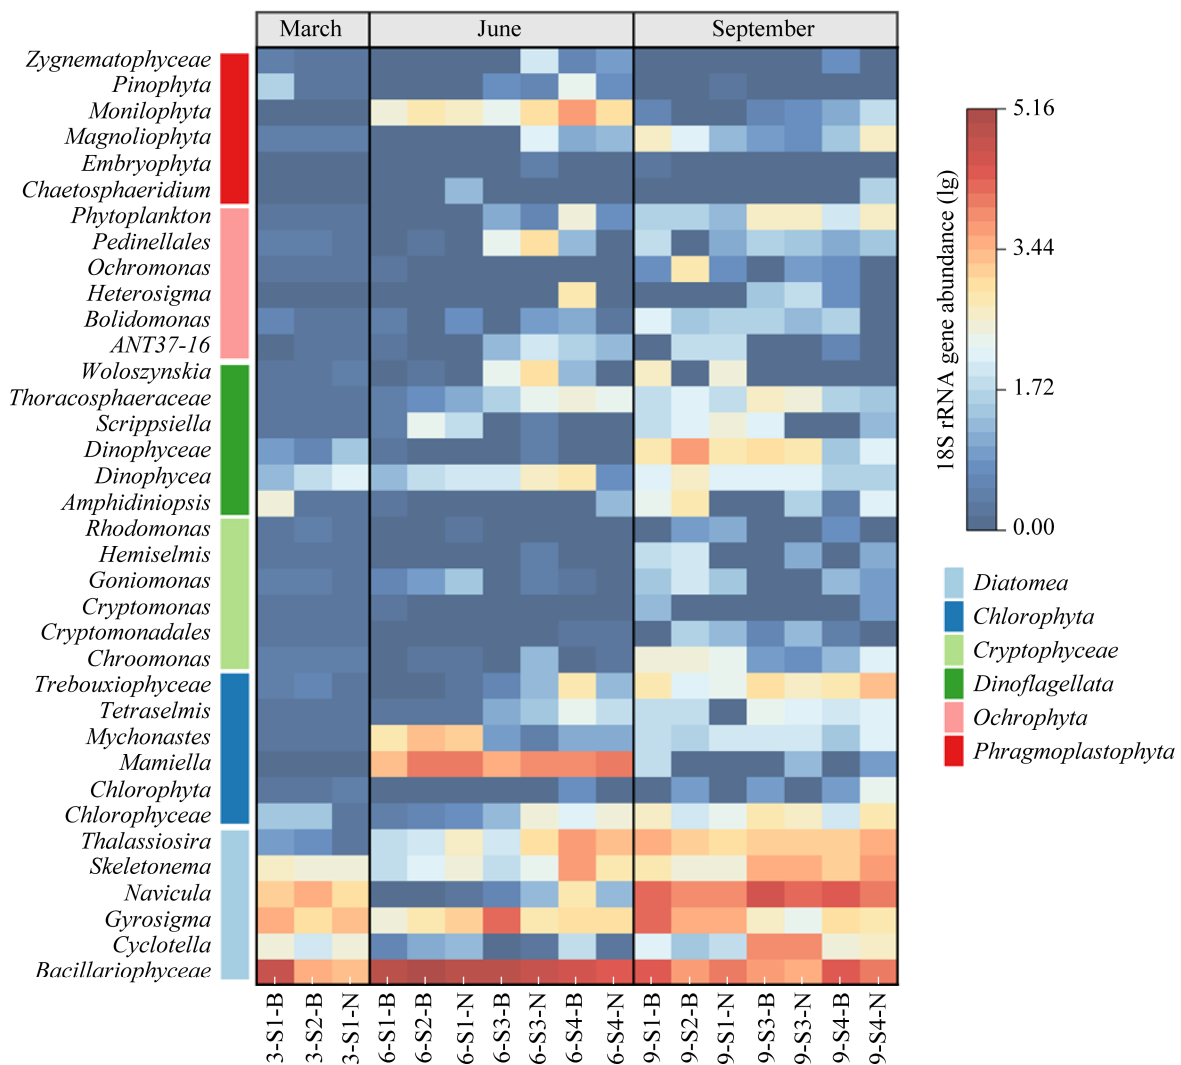 March June September
Zygnematophyceae
Pinophyta
Monilophyta
Magnoliophyta
Embryophyta
Chaetosphaeridium
Phytoplankton
Pedinellales
Ochromonas
Heterosigma
Bolidomonas
ANT37-16
Woloszynskia
Thoracosphaeraceae
Scrippsiella
Dinophyceae
Dinophycea
Amphidiniopsis
Rhodomonas
Hemiselmis
Goniomonas
Cryptomonas
Cryptomonadales
Chroomonas
Trebouxiophyceae
Tetraselmis
Mychonastes
Mamiella
Chlorophyta
Chlorophyceae
Thalassiosira
Skeletonema
Navicula
Gyrosigma
Cyclotella
Bacillariophyceae
3-S1-B
3-S2-B
3-S1-N
6-S1-B
6-S2-B
6-S1-N
6-S3-B
6-S3-N
6-S4-B
6-S4-N
9-S1-B
9-S2-B
9-S1-N
9-S3-B
9-S3-N
9-S4-B
9-S4-N
18S rRNA gene abundance (lg)
5.16
3.44
1.72
0.00
Diatomea
Chlorophyta
Cryptophyceae
Dinoflagellata
Ochrophyta
Phragmoplastophyta